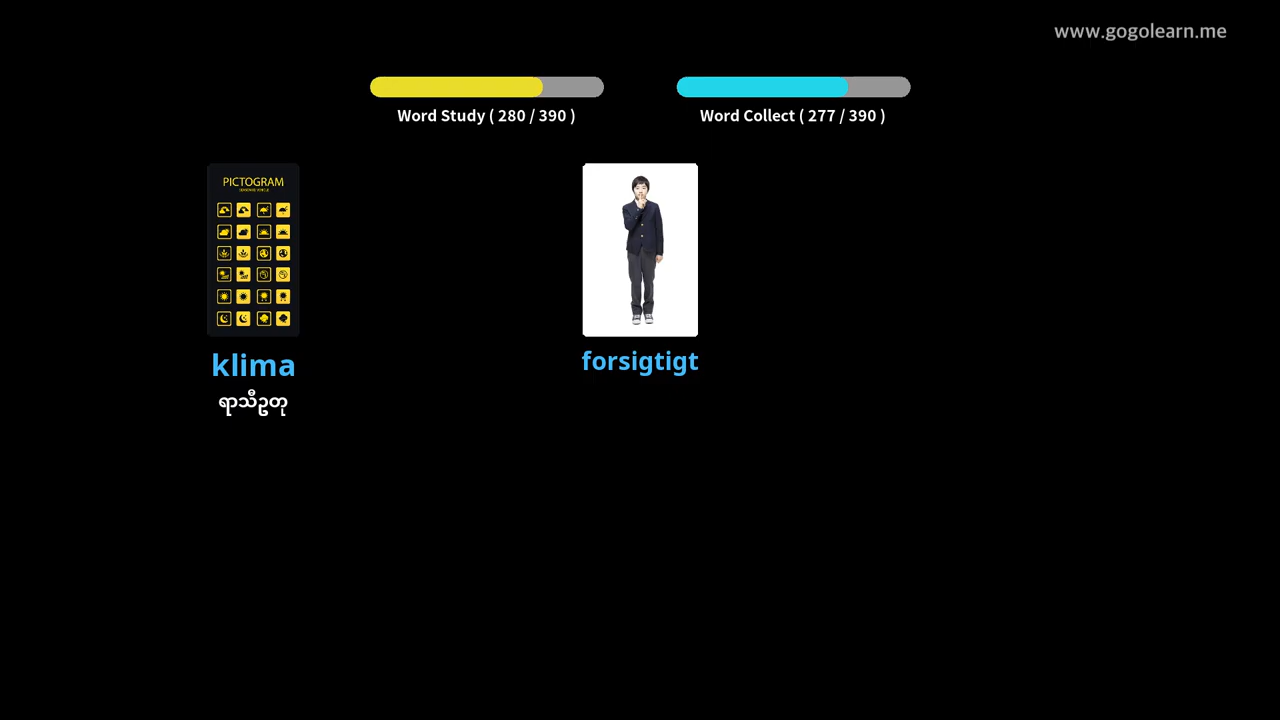 www.gogolearn.me
Word Study ( 280 / 390 )
Word Collect ( 277 / 390 )
PICTOGRAM
klima
ရာသီဥတု
forsigtigt